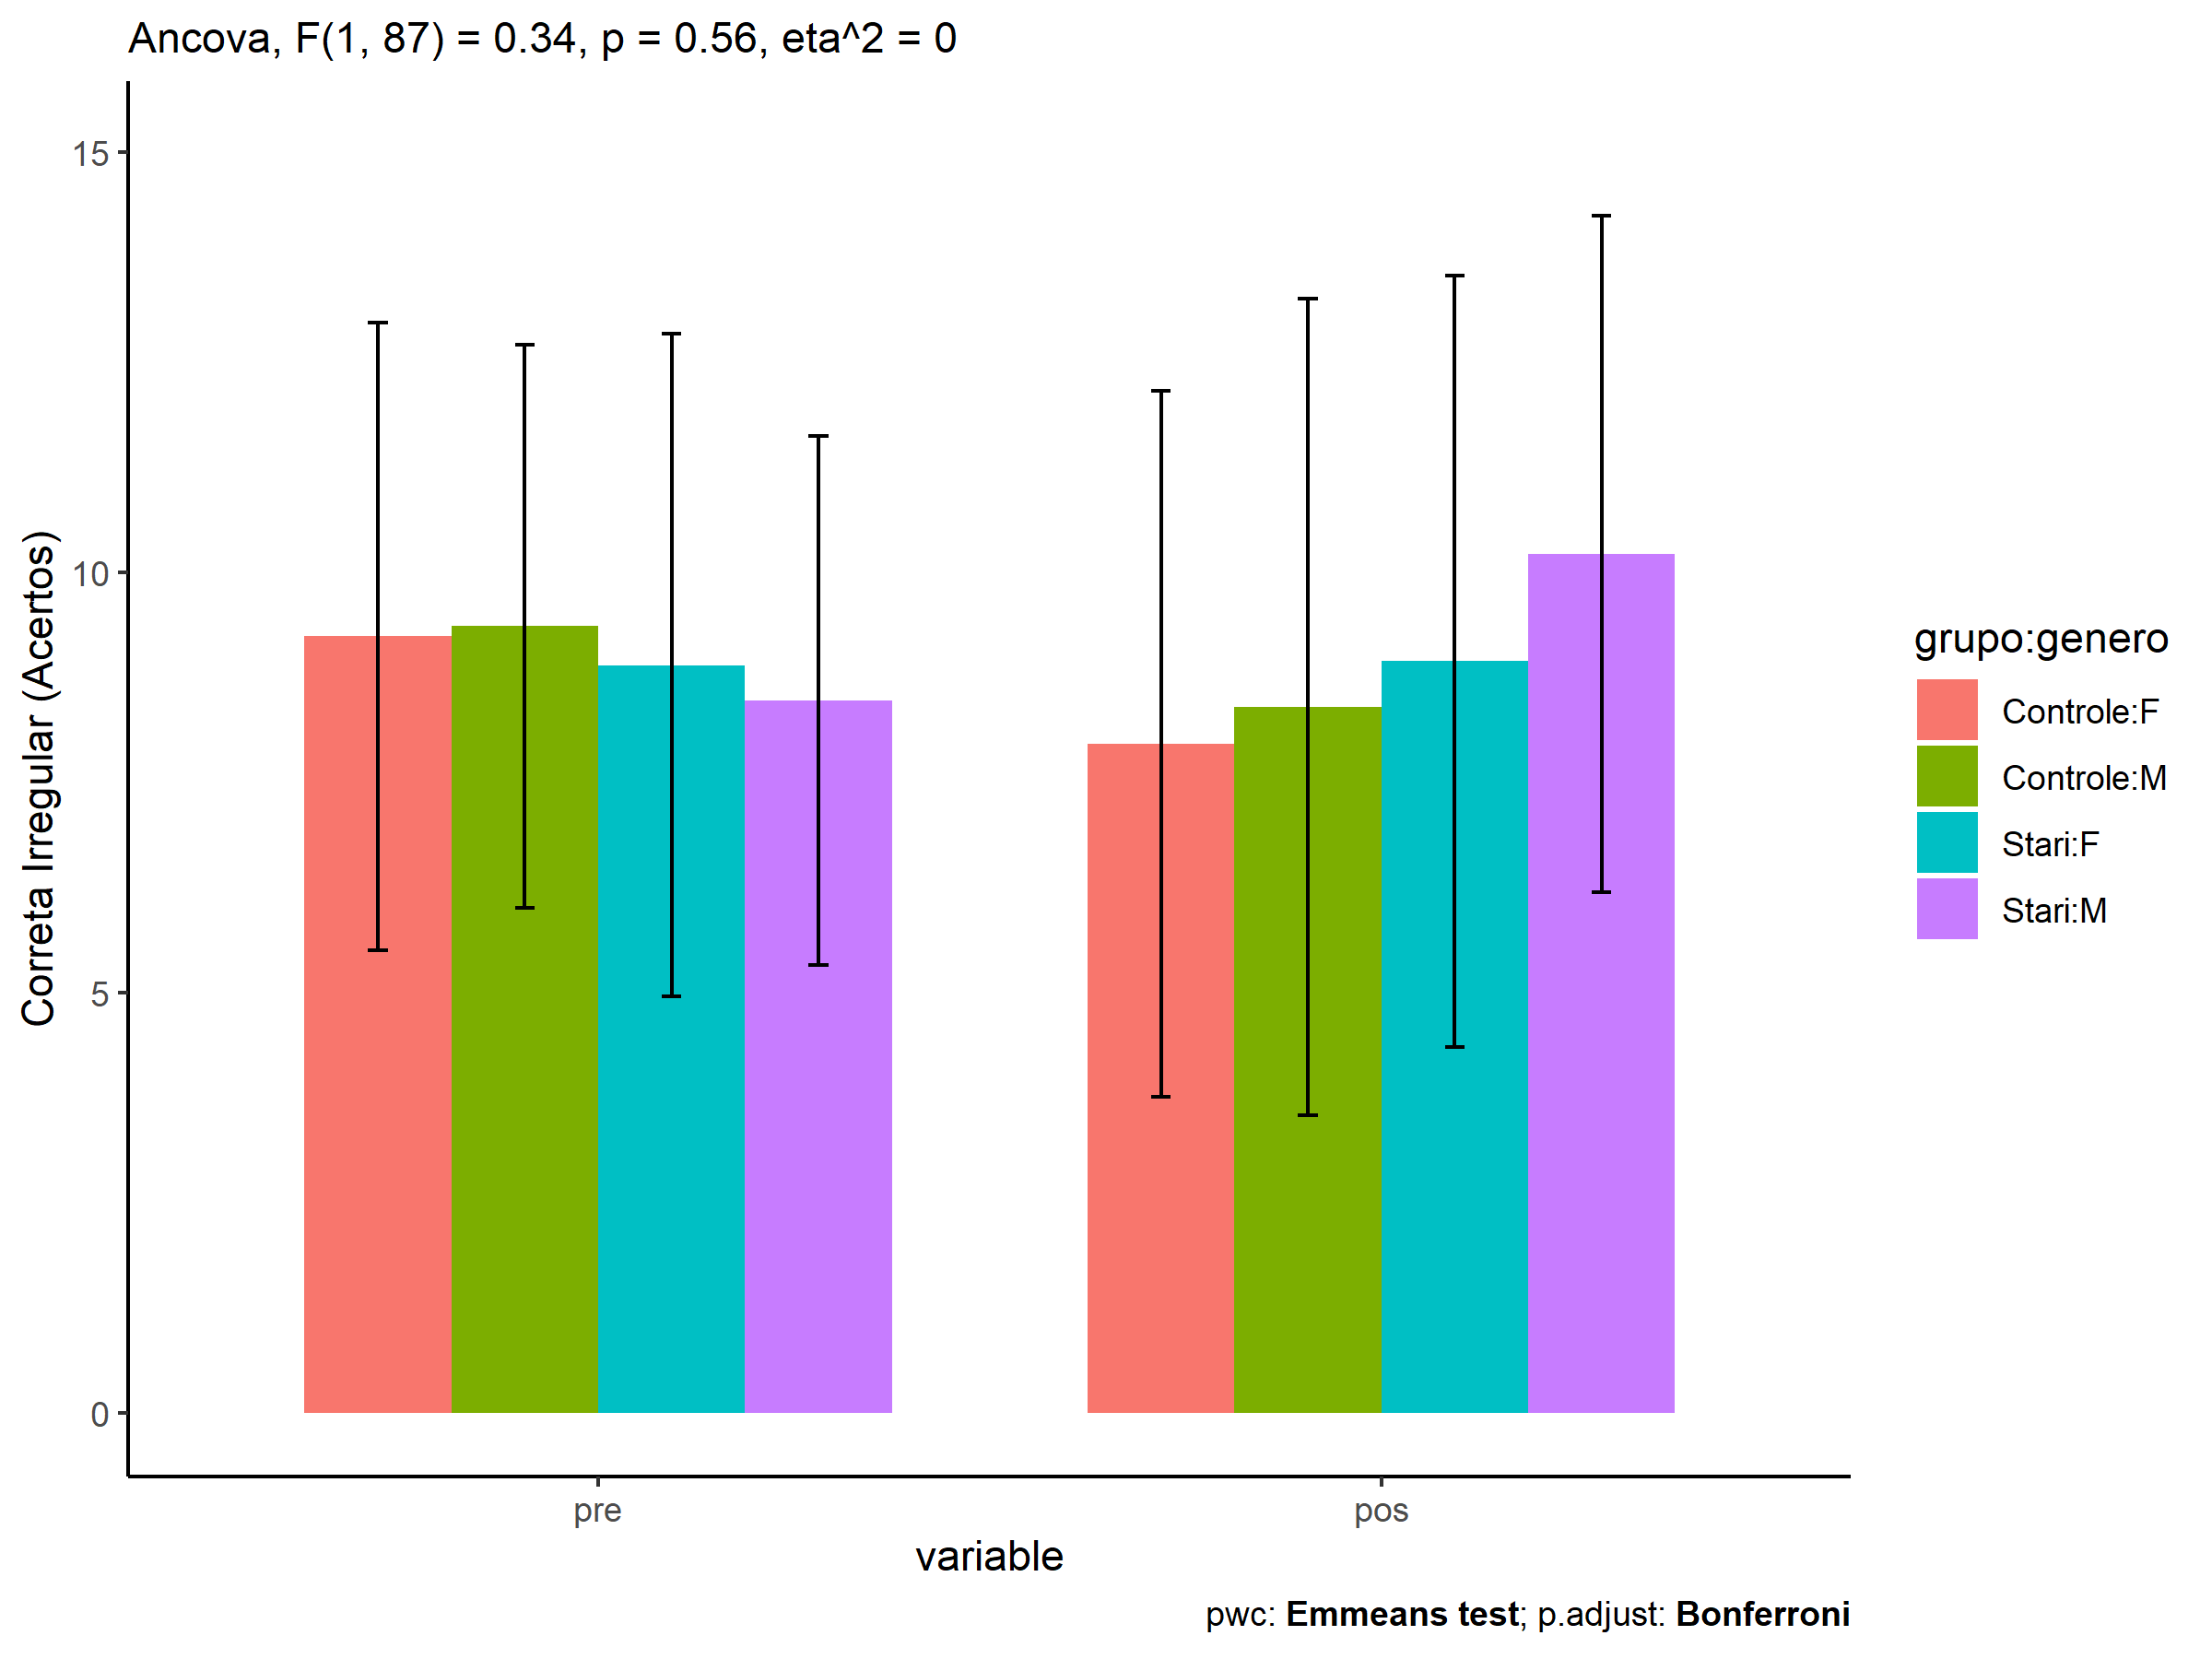 Ancova, F(1, 87) = 0.34, p = 0.56, eta^2 = 0
Correta Irregular (Acertos)
15
10
5
0
pre
pos
variable
grupo:genero
Controle:F
Controle:M
Stari:F
Stari:M
pwc: Emmeans test; p.adjust: Bonferroni